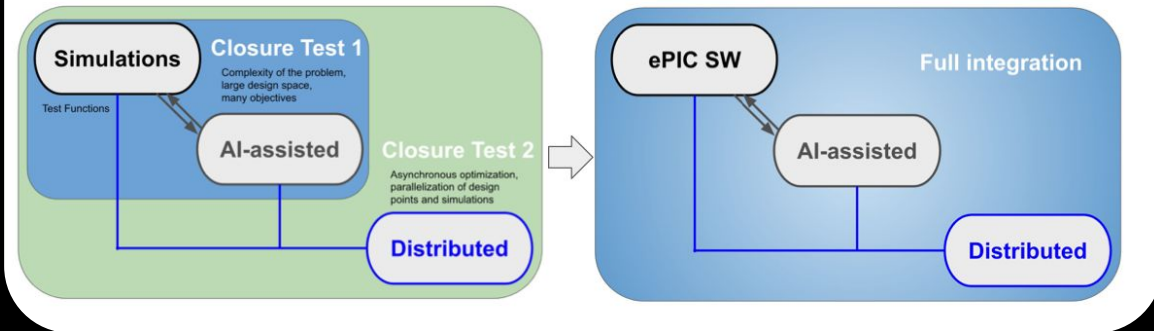 Simulations
Closure Test 1
Complexity of the problem,
large design space,
many objectives
Test Functions
AI-assisted
Closure Test 2
Asynchronous optimization,
parallelization of design
points and simulations
Distributed
ePIC SW
Full integration
AI-assisted
Distributed